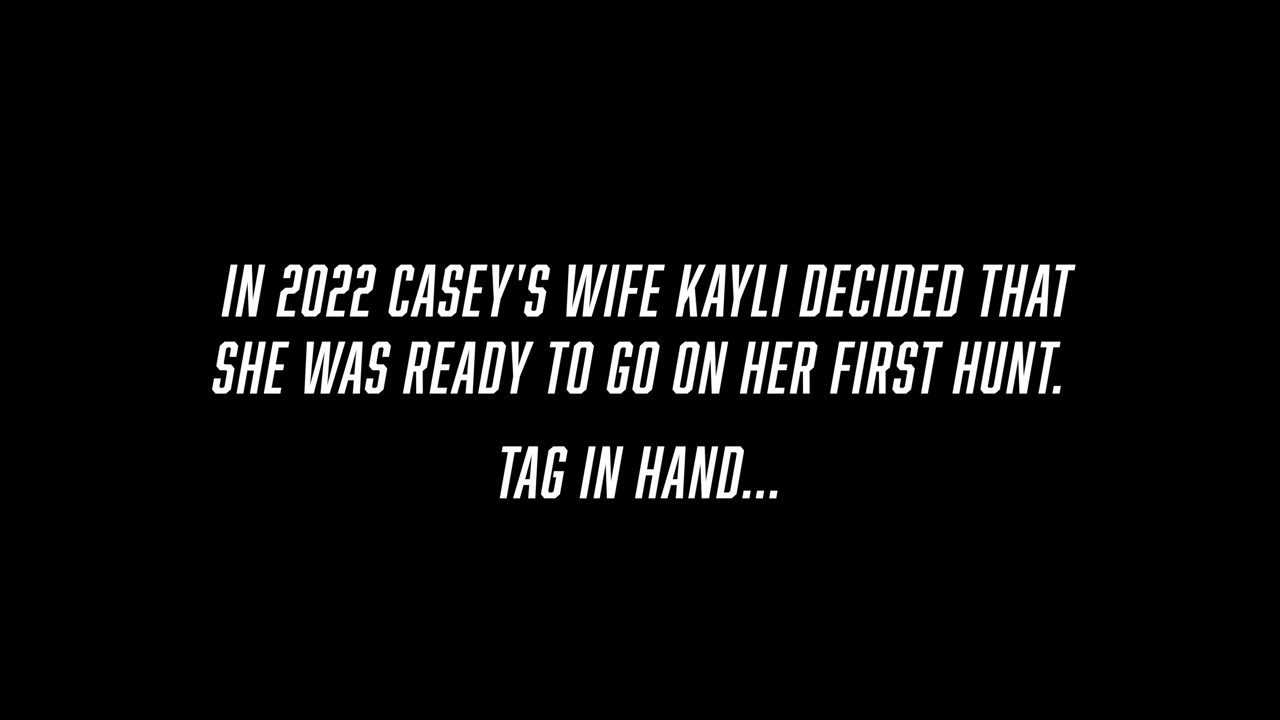 IN 2022 CASEY'S WIFE KAYLI DECIDED THAT
SHE WAS READY TO GO ON HER FIRST HUNT.
TAG IN HAND...